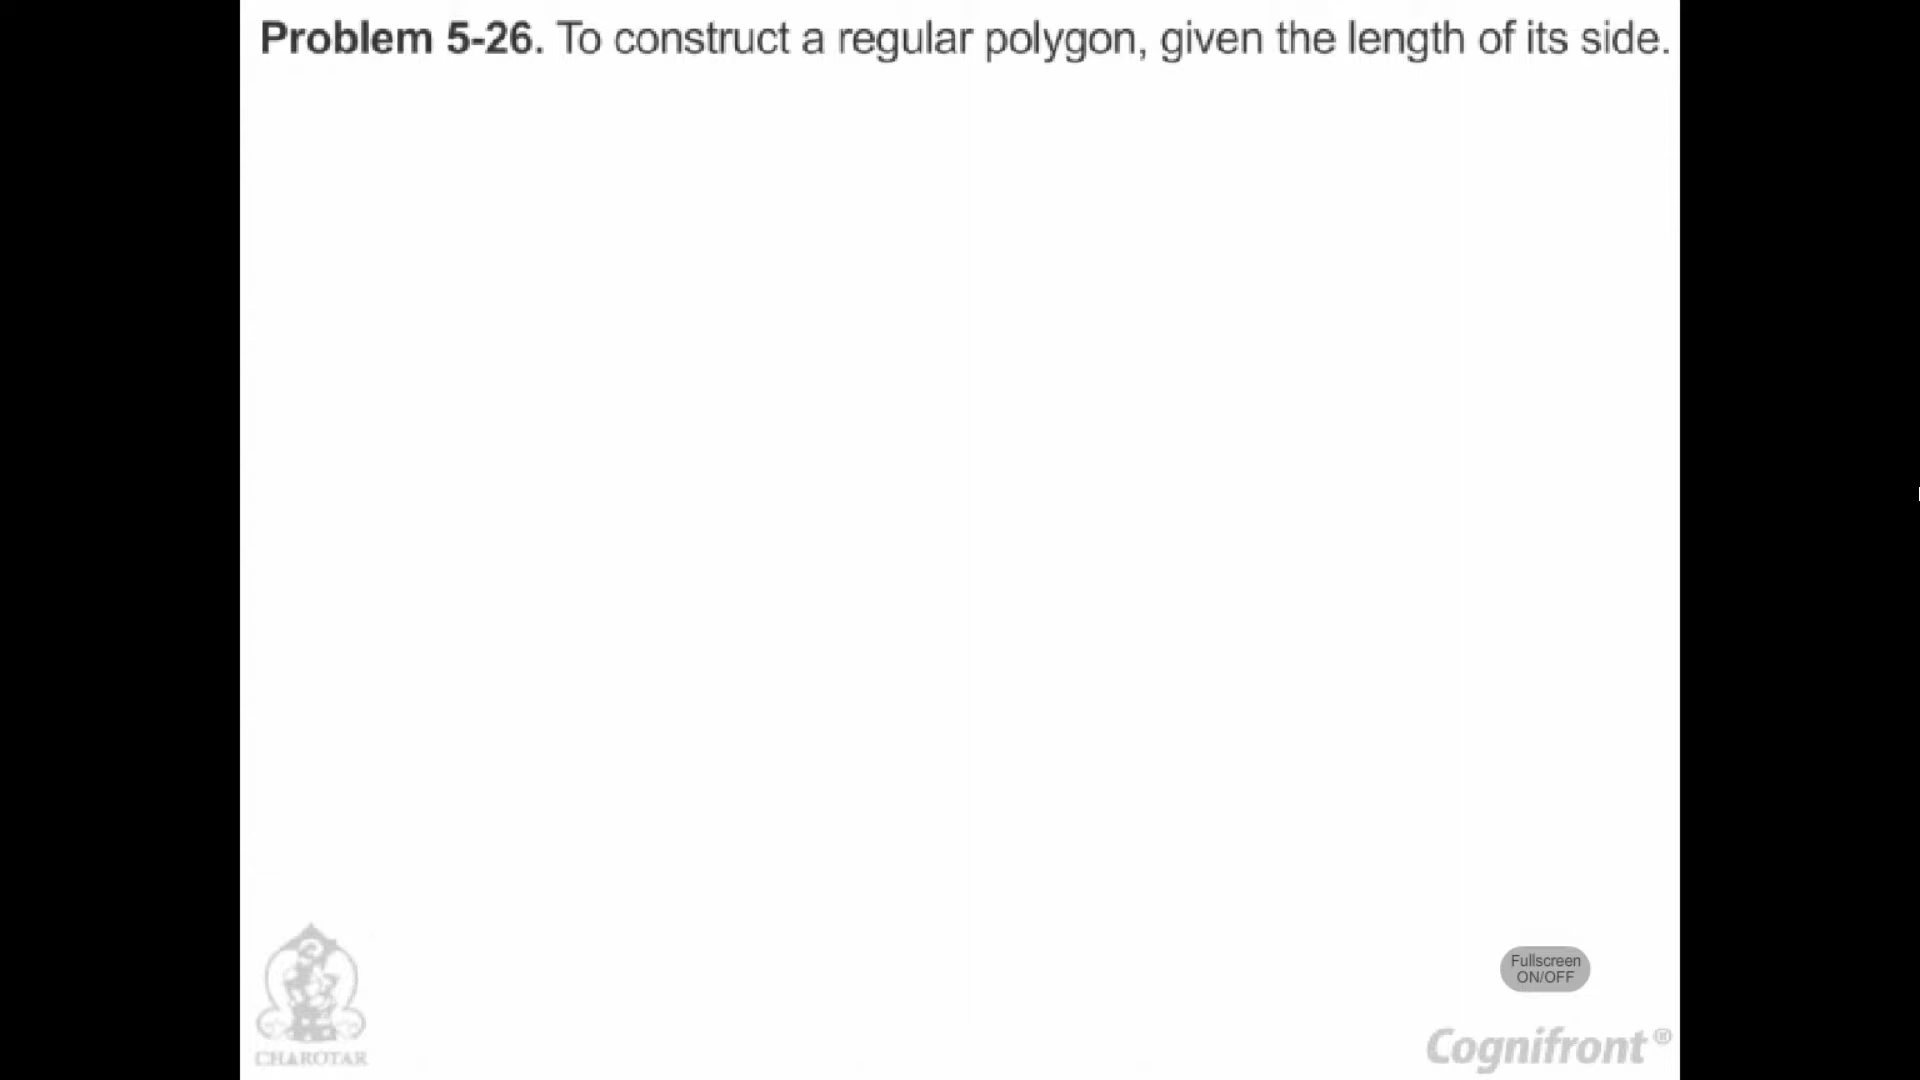 Problem 5-26. To construct a regular polygon, given the length of its side.
Fullscreen
ON/OFF
CHAROTAR
Cognifront ®